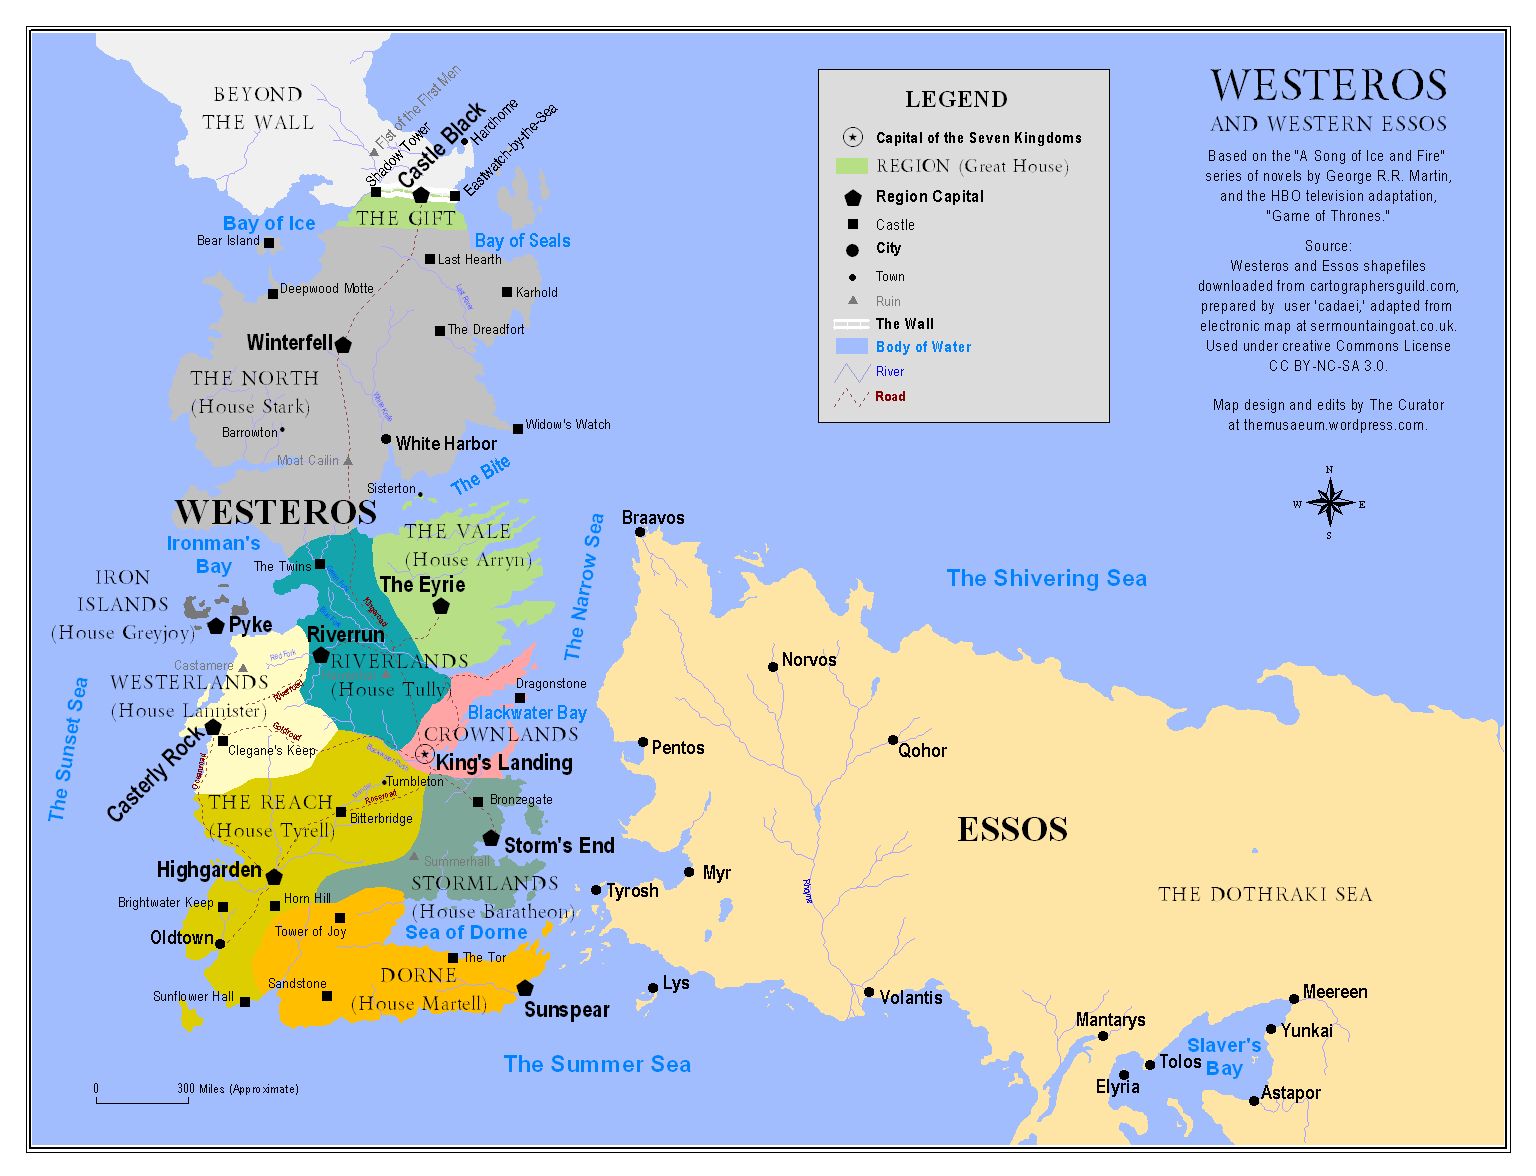 WESTEROS
AND WESTERN ESSOS
Based on the "A Song of Ice and Fire"
series of novels by George R.R. Martin,
and the HBO television adaptation,
"Game of Thrones."
Source:
Westeros and Essos shapefiles
downloaded from cartographersguild.com,
prepared by user 'cadaei,' adapted from
electronic map at sermountaingoat.co.uk.
Used under creative Commons License
CC BY-NC-SA 3.0.
Map design and edits by The Curator
at themusaeum.wordpress.com.
N
W
E
S
LEGEND
Capital of the Seven Kingdoms
REGION (Great House)
Region Capital
Castle
City
Town
Ruin
The Wall
Body of Water
River
Road
BEYOND
THE WALL
Fist of the First Men
Shadow Tower
Castle Black
Hardhome
Eastwatch-by-the-Sea
THE GIFT
Bay of Ice
Bear Island
Bay of Seals
Last Hearth
Deepwood Motte
Last River
Karhold
The Dreadfort
Winterfell
THE NORTH
(House Stark)
White Knife
Barrowton
Widow's Watch
White Harbor
Moat Cailin
The Bite
Sisterton
WESTEROS
THE VALE
(House Arryn)
The Narrow Sea
Ironman's
Bay
The Twins
The Eyrie
Kingsroad
IRON
ISLANDS
(House Greyjoy)
Pyke
Riverrun
Red Fork
RIVERLANDS
(House Tully)
Castamere
WESTERLANDS
(House Lannister)
Riverroad
Dragonstone
Blackwater Bay
CROWNLANDS
The Sunset Sea
Goldroad
Clegane's Keep
Casterly Rock
Oceanroad
King's Landing
Tumbleton
Roseroad
THE REACH
(House Tyrell)
Bitterbridge
Bronzegate
Storm's End
Summerhall
Highgarden
STORMLANDS
(House Baratheon)
Brightwater Keep
Horn Hill
Tower of Joy
Sea of Dorne
Oldtown
The Tor
DORNE
(House Martell)
Sandstone
Sunflower Hall
Sunspear
The Summer Sea
0
300 Miles (Approximate)
Braavos
The Shivering Sea
Norvos
Pentos
Qohor
ESSOS
Myr
Tyrosh
Rhoyne
THE DOTHRAKI SEA
Lys
Volantis
Meereen
Mantarys
Yunkai
Slaver's
Bay
Tolos
Elyria
Astapor